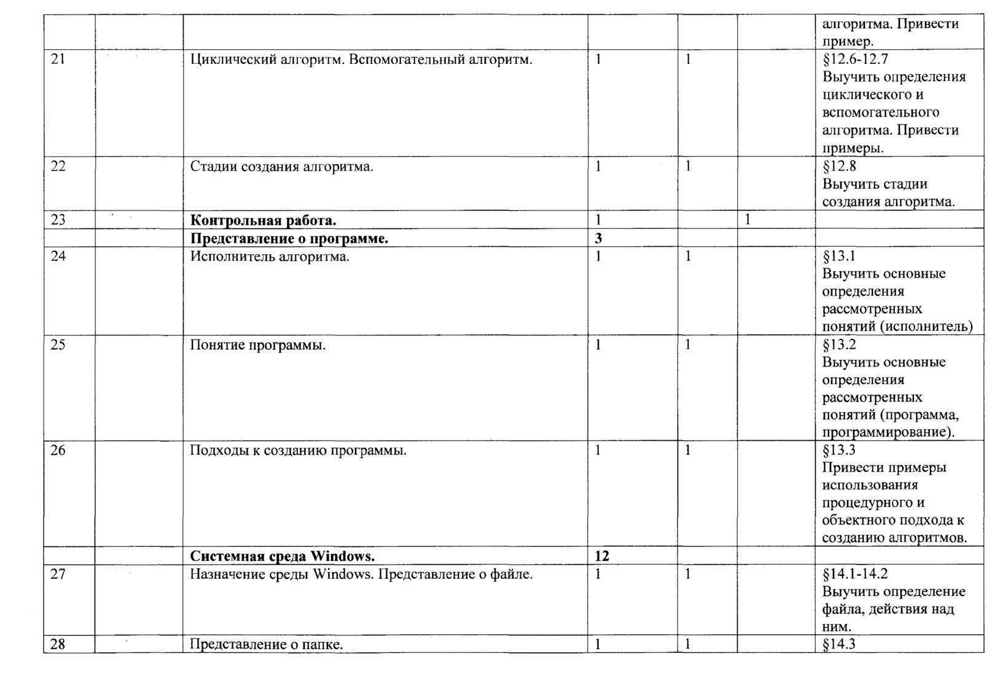 алгоритма. Привести
пример.
21 Циклический алгоритм. Вспомогательный алгоритм. 1 1 §12.6-12.7
Выучить определения
циклического и
вспомогательного
алгоритма. Привести
примеры.
22 Стадии создания алгоритма. 1 1 §12.8
Выучить стадии
создания алгоритма.
23 Контрольная работа. 1 1
Представление о программе. 3
24 Исполнитель алгоритма. 1 1 §13.1
Выучить основные
определения
рассмотренных
понятий (исполнитель)
25 Понятие программы. 1 1 §13.2
Выучить основные
определения
рассмотренных
понятий (программа,
программирование).
26 Подходы к созданию программы. 1 1 §13.3
Привести примеры
использования
процедурного и
объектного подхода к
созданию алгоритмов.
Системная среда Windows. 12
27 Назначение среды Windows. Представление о файле. 1 1 §14.1-14.2
Выучить определение
файла, действия над
ним.
28 Представление о папке. 1 1 §14.3